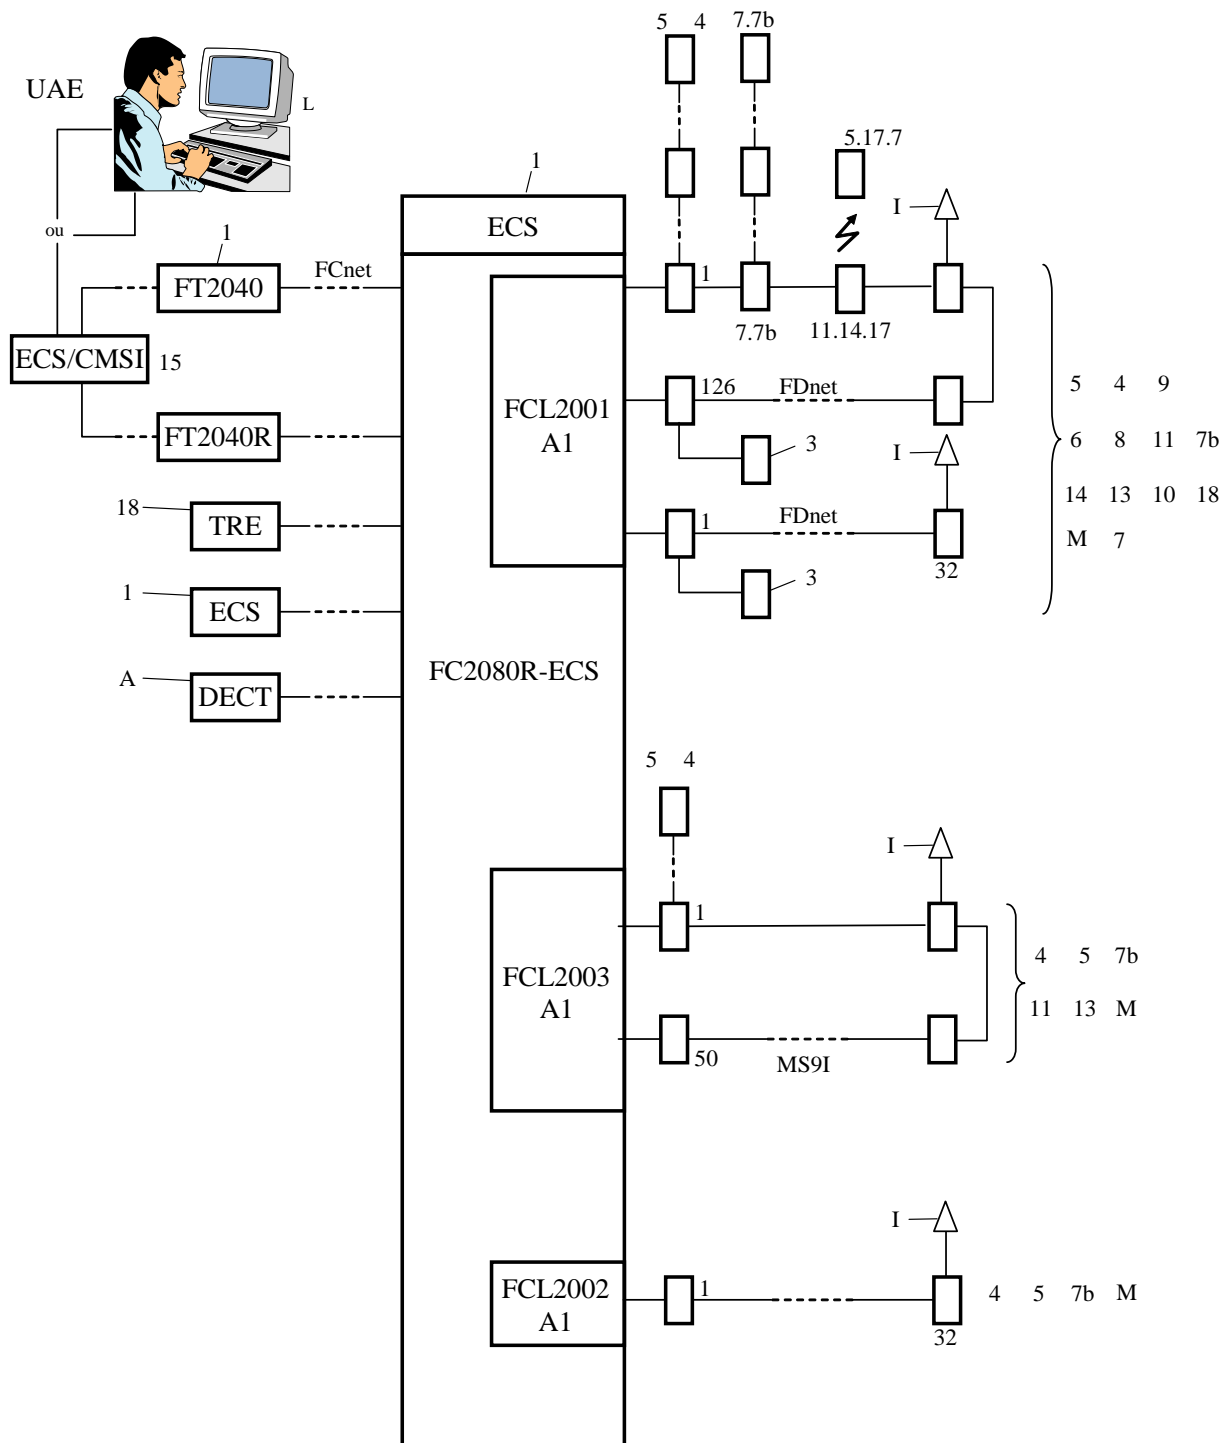 5 4 7.7b
UAE
L
5.17.7
1
I
ou
ECS
1
FCnet
FT2040
1
7.7b
11.14.17
ECS/CMSI 15
FCL2001
A1
126
FDnet
5 4 9
FT2040R
3
I
6 8 11 7b
18
TRE
1
FDnet
14 13 10 18
M 7
32
3
1
ECS
A
DECT
FC2080R-ECS
5 4
I
1
FCL2003
A1
4 5 7b
11 13 M
50
MS9I
I
FCL2002
A1
1
4 5 7b M
32